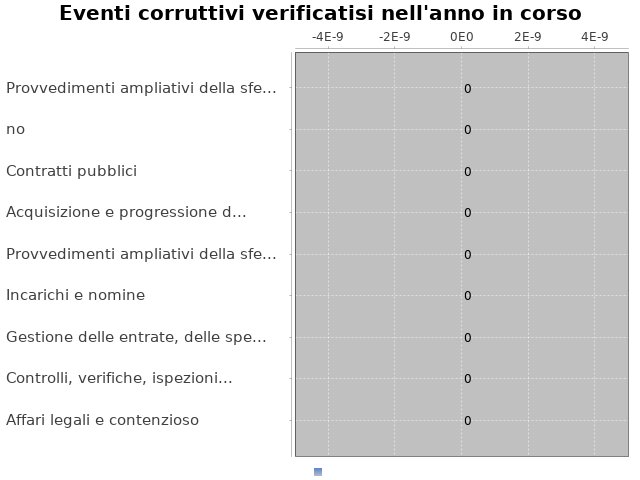 Eventi corruttivi verificatisi nell'anno in corso
-4E-9 -2E-9 0E0 2E-9 4E-9
Provvedimenti ampliativi della sfe... 0
no 0
Contratti pubblici 0
Acquisizione e progressione d... 0
Provvedimenti ampliativi della sfe... 0
Incarichi e nomine 0
Gestione delle entrate, delle spe... 0
Controlli, verifiche, ispezioni... 0
Affari legali e contenzioso 0